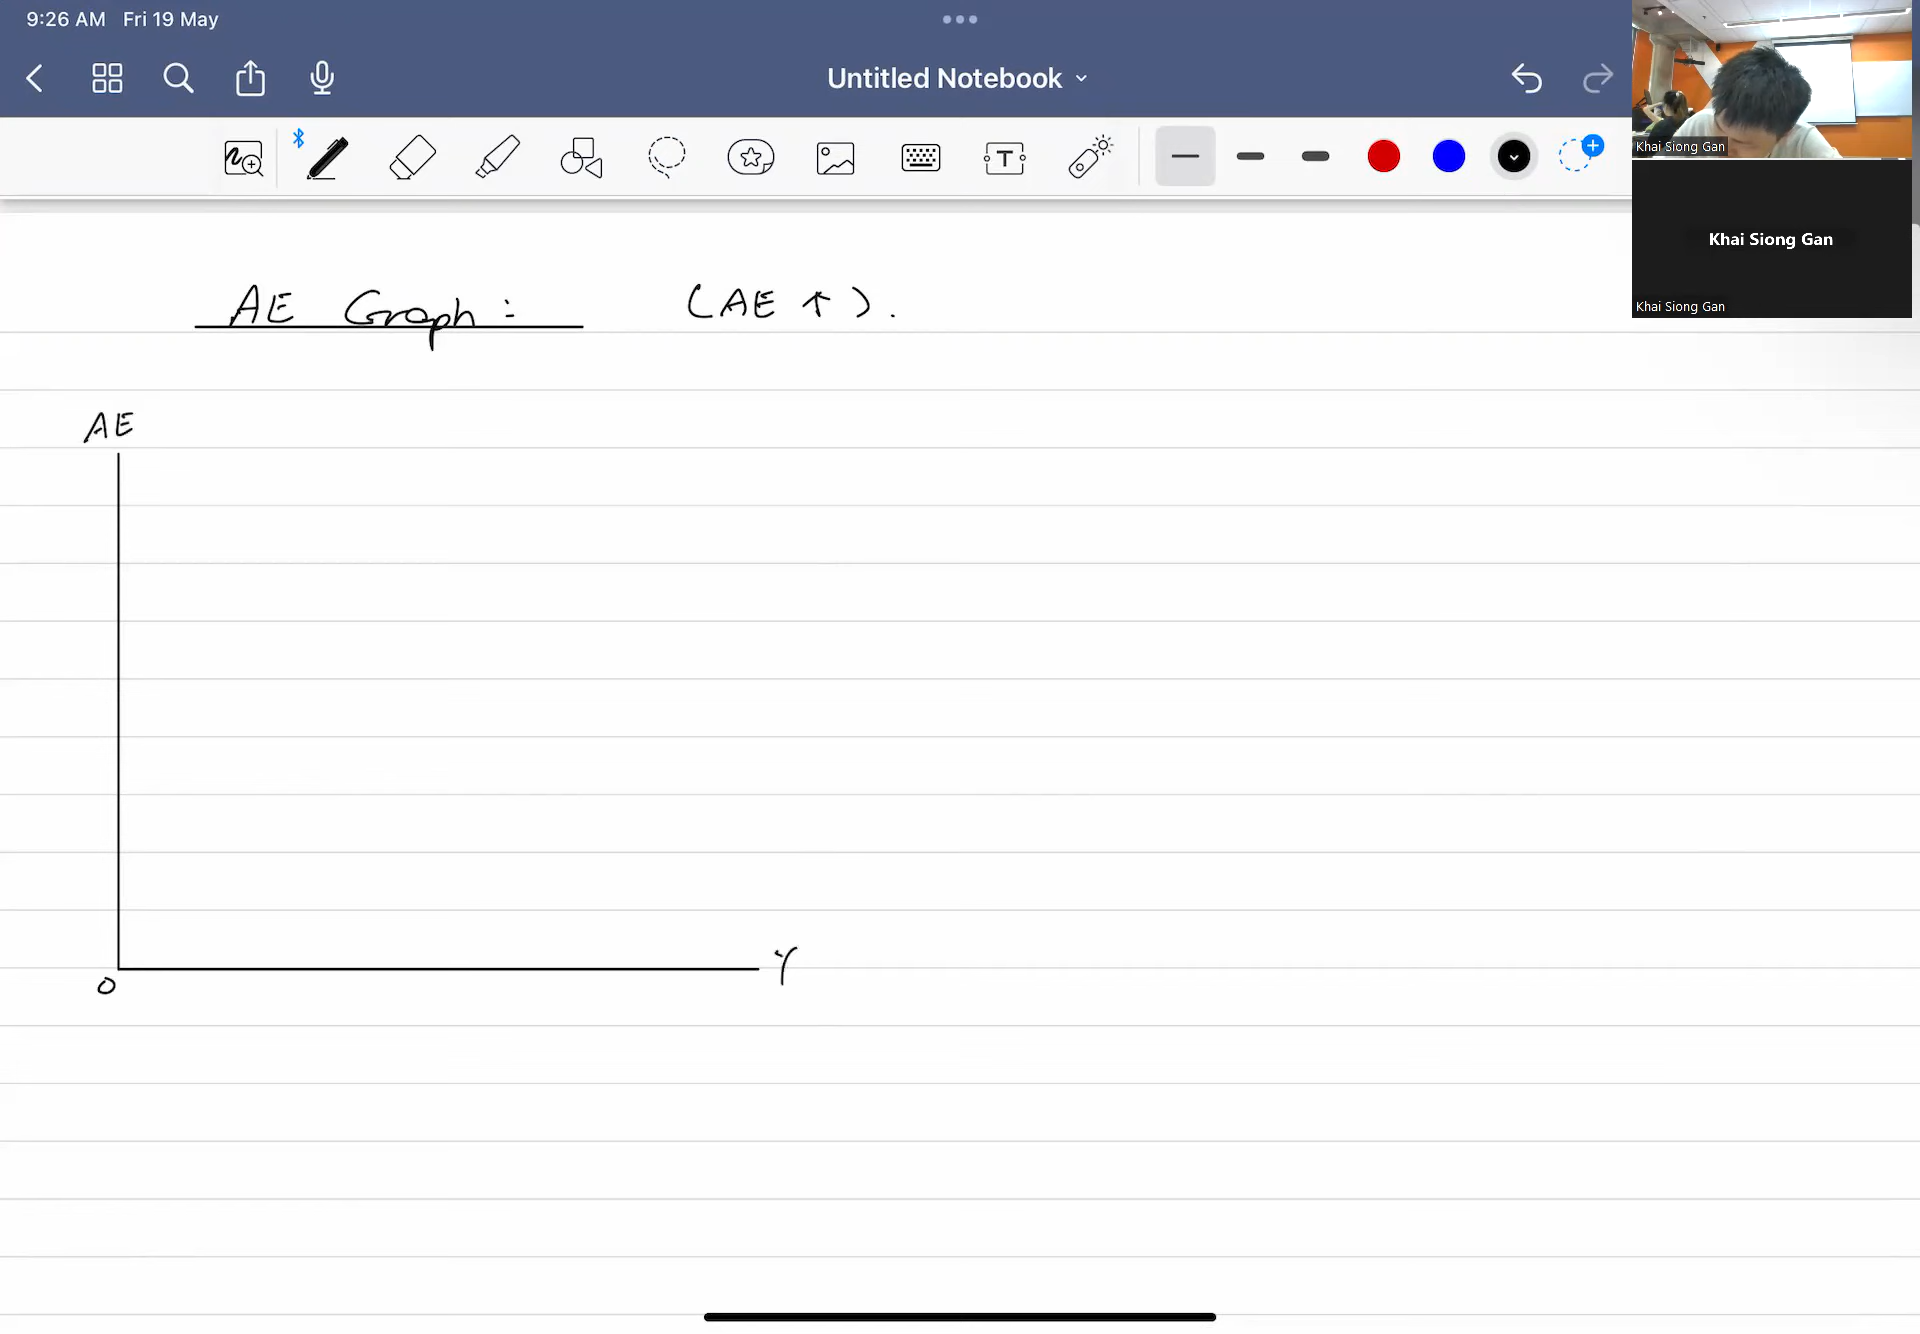 9:26 AM Fri 19 May
Untitled Notebook
T
Khai Siong Gan
Khai Siong Gan
Khai Siong Gan
AE Graph: (AE ↑).
AE
Y
0